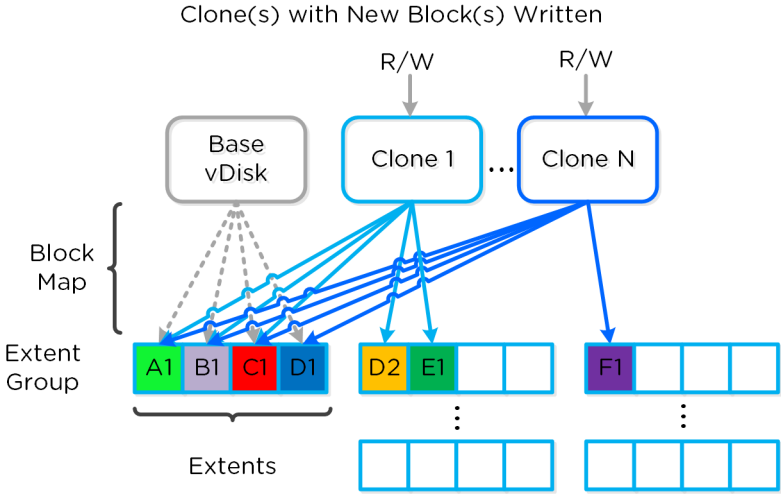 Clone(s) with New Block(s) Written
R/W
R/W
Base
vDisk
Clone 1
...
Clone N
Block
Map
Extent
Group
A1
B1
C1
D1
D2
E1
F1
Extents